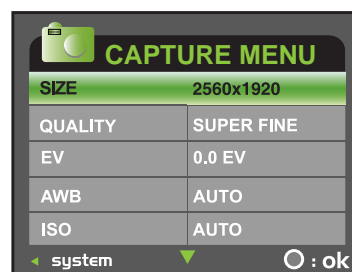 CAPTURE MENU
SIZE 2560x1920
QUALITY SUPER FINE
EV 0.0 EV
AWB AUTO
ISO AUTO
system : ok